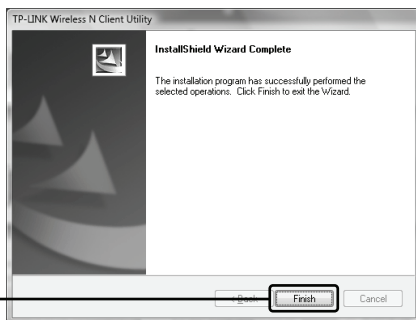 TP-LINK Wireless N Client Utility
InstallShield Wizard Complete
The installation program has successfully performed the
selected operations. Click Finish to exit the Wizard.
< Back
Finish
Cancel